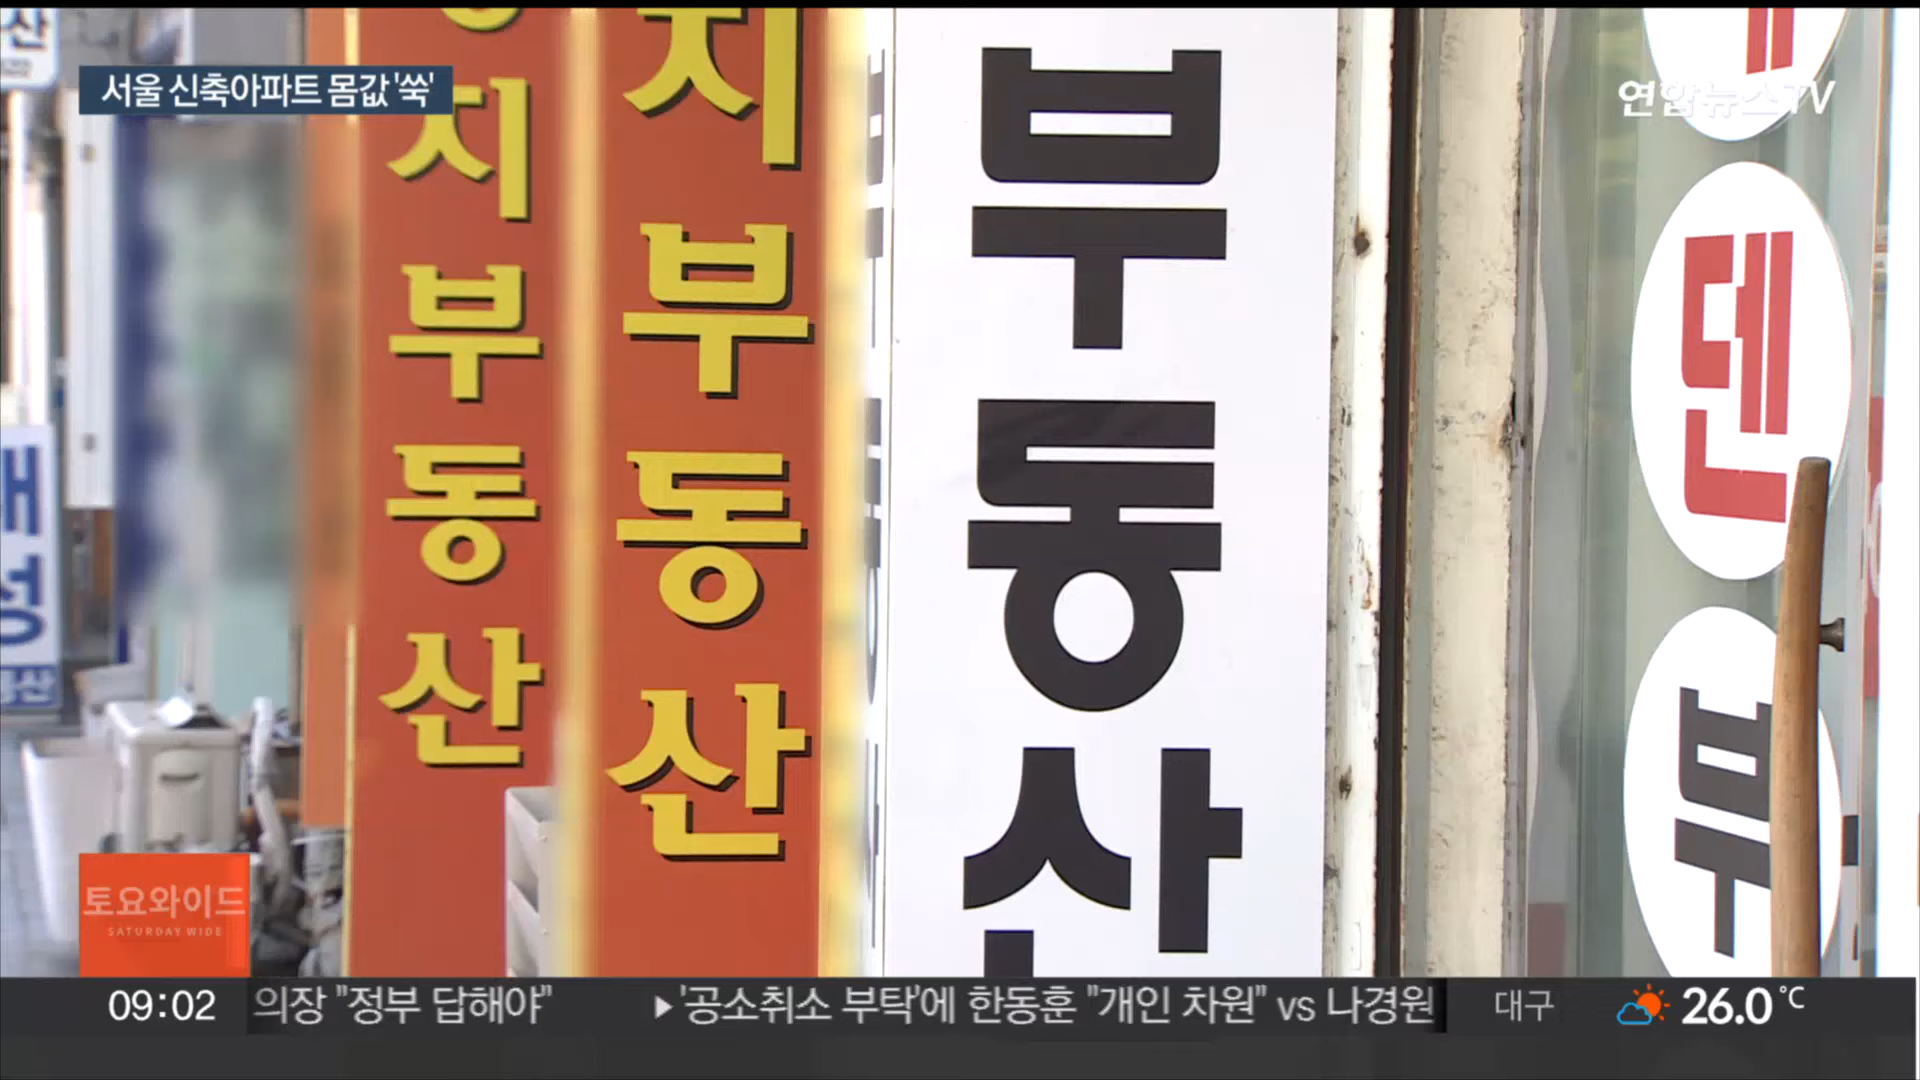 서울 신축아파트 몸값 '쑥'
연합뉴스TV
지부동산
지부동산
부동산
덴
부
대성
토요와이드
SATURDAY WIDE
09:02
의장 "정부 답해야"
▶'공소취소 부탁'에 한동훈 "개인 차원" vs 나경원
대구
26.0℃